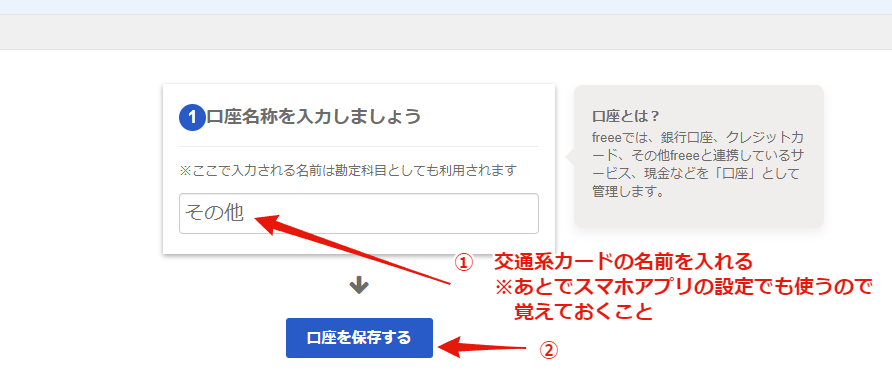 1 口座名称を入力しましょう
※ここで入力される名前は勘定科目としても利用されます
その他
口座とは？
freeeでは、銀行口座、クレジットカ
ード、その他freeeと連携しているサ
ービス、現金などを「口座」として
管理します。
① 交通系カードの名前を入れる
※あとでスマホアプリの設定でも使うので
覚えておくこと
口座を保存する
②